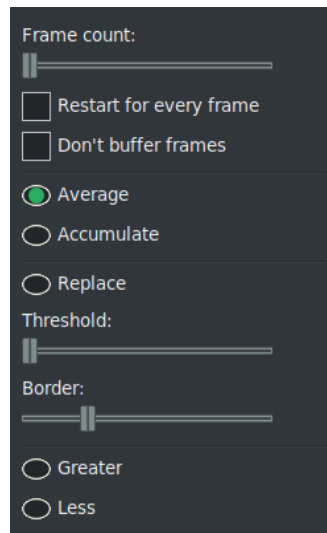 Frame count:
Restart for every frame
Don't buffer frames
Average
Accumulate
Replace
Threshold:
Border:
Greater
Less